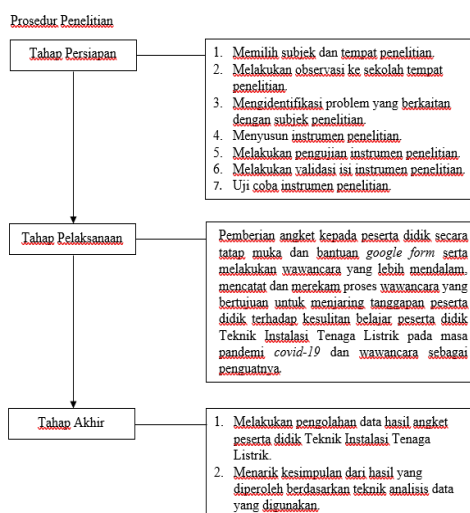 Prosedur Penelitian
Tahap Persiapan
1. Memilih subjek dan tempat penelitian.
2. Melakukan observasi ke sekolah tempat
penelitian.
3. Mengidentifikasi problem yang berkaitan
dengan subjek penelitian.
4. Menyusun instrumen penelitian.
5. Melakukan pengujian instrumen penelitian.
6. Melakukan validasi isi instrumen penelitian.
7. Uji coba instrumen penelitian.
Tahap Pelaksanaan
Pemberian angket kepada peserta didik secara
tatap muka dan bantuan google form serta
melakukan wawancara yang lebih mendalam,
mencatat dan merekam proses wawancara yang
bertujuan untuk menjaring tanggapan peserta
didik terhadap kesulitan belajar peserta didik
Teknik Instalasi Tenaga Listrik pada masa
pandemi covid-19 dan wawancara sebagai
penguatnya.
Tahap Akhir
1. Melakukan pengolahan data hasil angket
peserta didik Teknik Instalasi Tenaga
Listrik.
2. Menarik kesimpulan dari hasil yang
diperoleh berdasarkan teknik analisis data
yang digunakan.